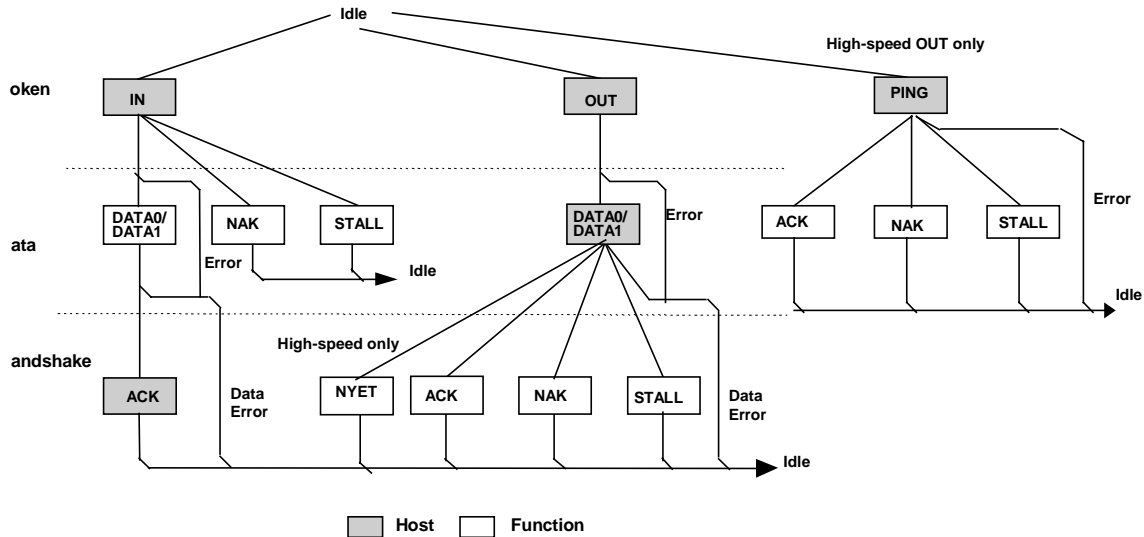 Idle
High-speed OUT only
oken
IN
OUT
PING
DATA0/
DATA1
NAK
STALL
DATA0/
DATA1
Error
ACK
NAK
STALL
Error
ata
Error
Idle
Idle
High-speed only
andshake
ACK
Data
Error
NYET
ACK
NAK
STALL
Data
Error
Idle
Host
Function